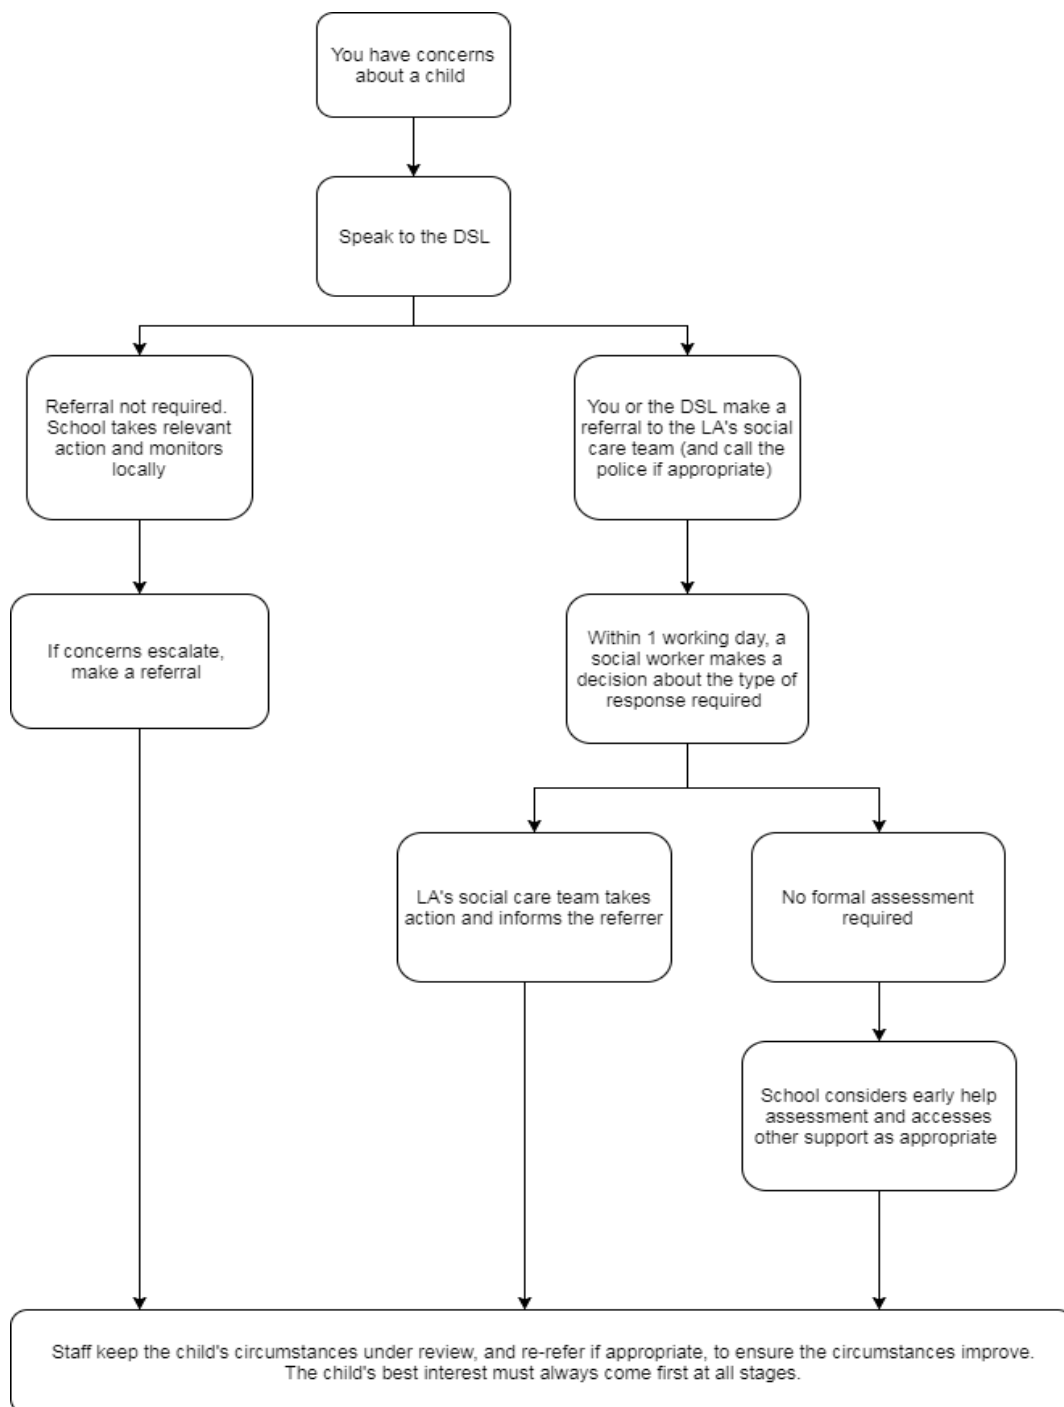 You have concerns
about a child
Speak to the DSL
Referral not required.
School takes relevant
action and monitors
locally
You or the DSL make a
referral to the LA's social
care team (and call the
police if appropriate)
If concerns escalate,
make a referral
Within 1 working day, a
social worker makes a
decision about the type of
response required
LA's social care team takes
action and informs the referrer
No formal assessment
required
School considers early help
assessment and accesses
other support as appropriate
Staff keep the child's circumstances under review, and re-refer if appropriate, to ensure the circumstances improve.
The child's best interest must always come first at all stages.